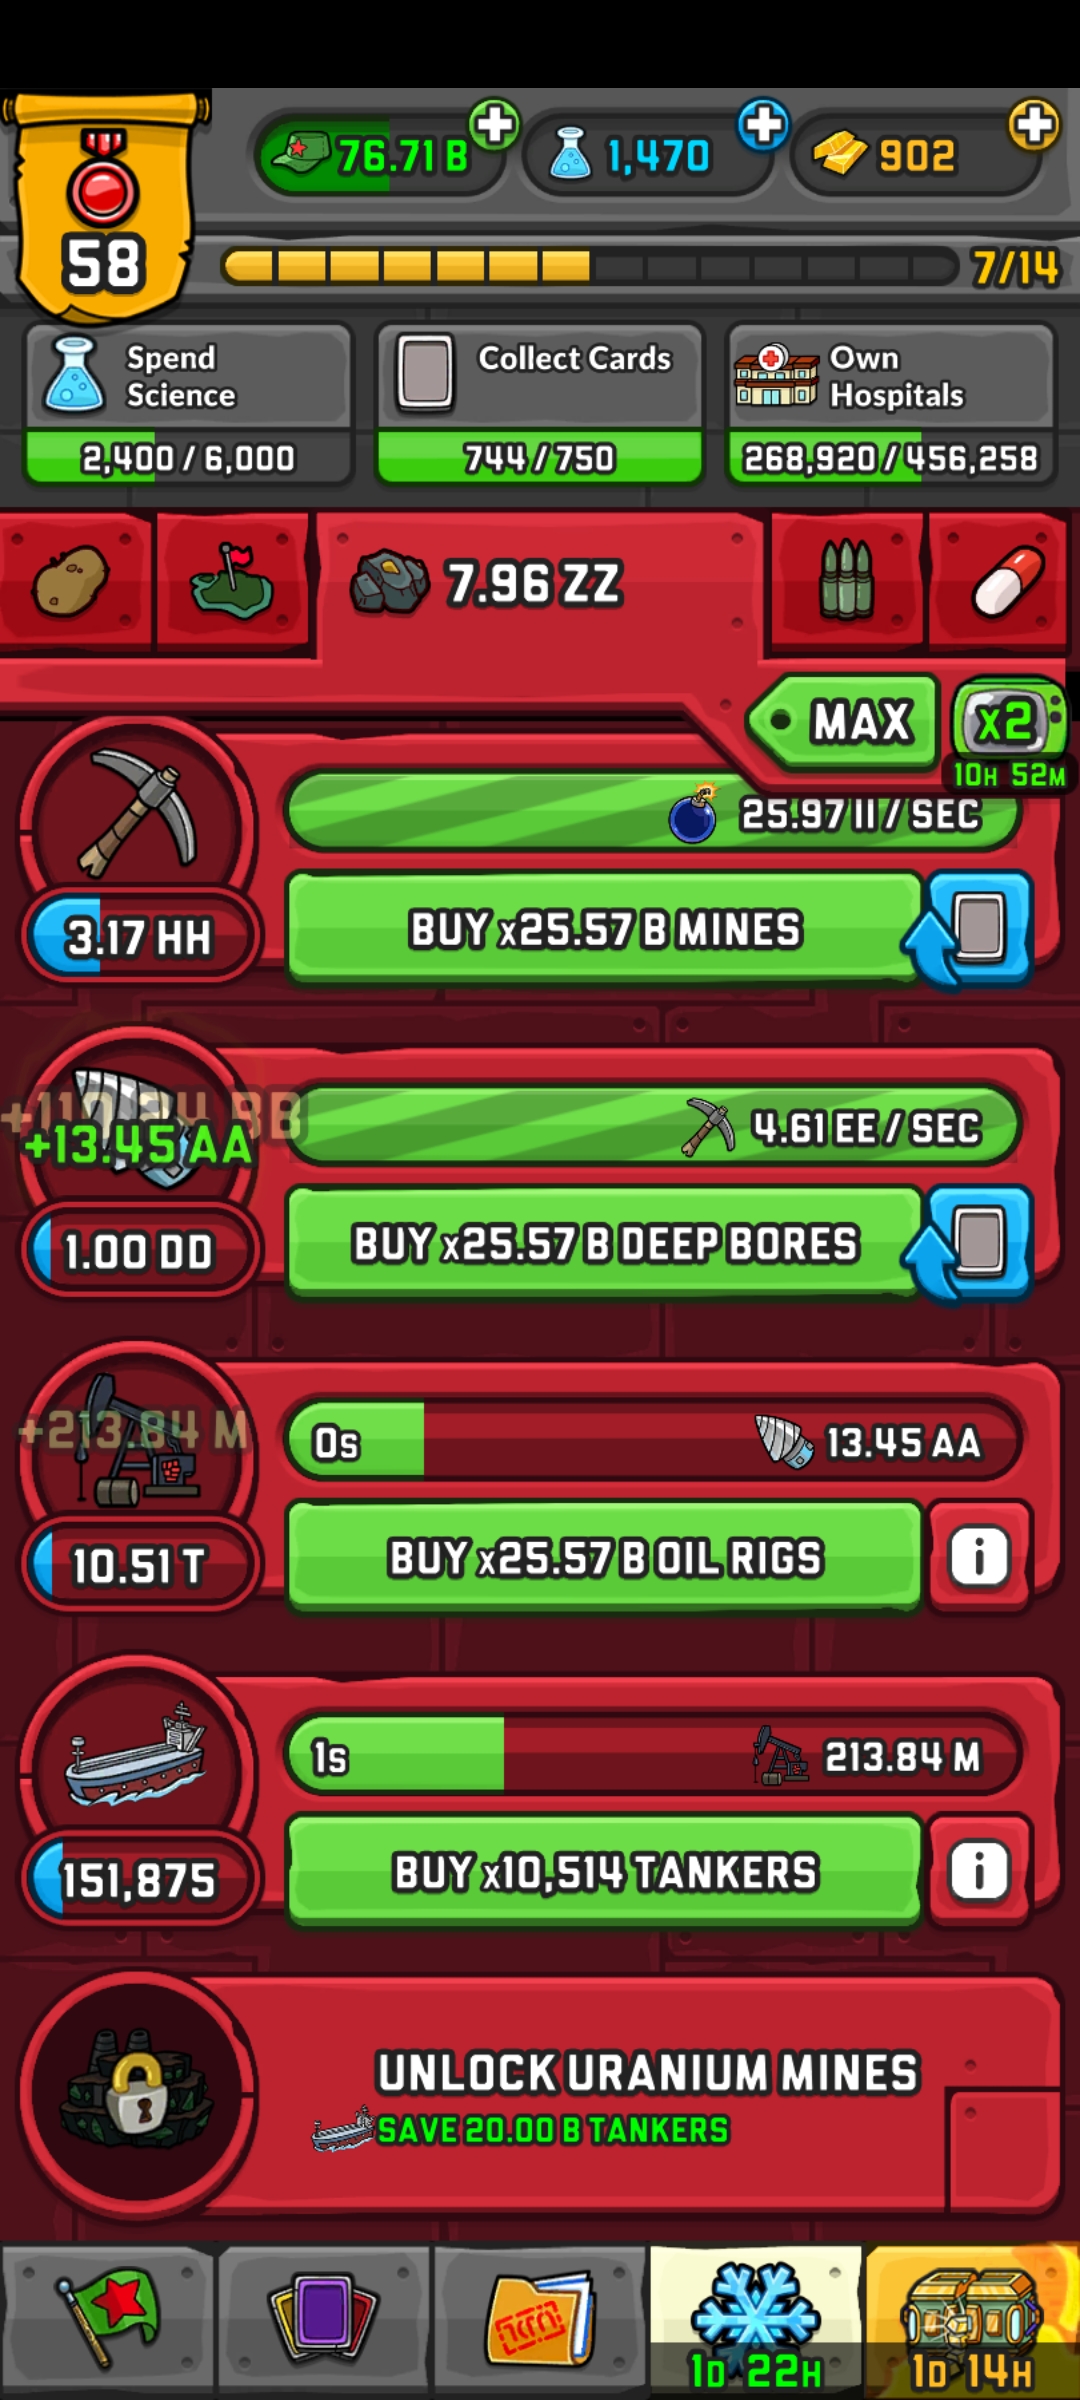 76.71 B
1,470
902
58
7/14
Spend
Science
2,400 / 6,000
Collect Cards
744 / 750
Own
Hospitals
268,920 / 456,258
7.96 ZZ
MAX
x2
10H 52M
25.97 II / SEC
3.17 HH
BUY x25.57 B MINES
+13.45 AA
4.61 EE / SEC
1.00 DD
BUY x25.57 B DEEP BORES
+213.84 M
0s
13.45 AA
10.51 T
BUY x25.57 B OIL RIGS
1s
213.84 M
151,875
BUY x10,514 TANKERS
UNLOCK URANIUM MINES
SAVE 20.00 B TANKERS
1D 22H
1D 14H